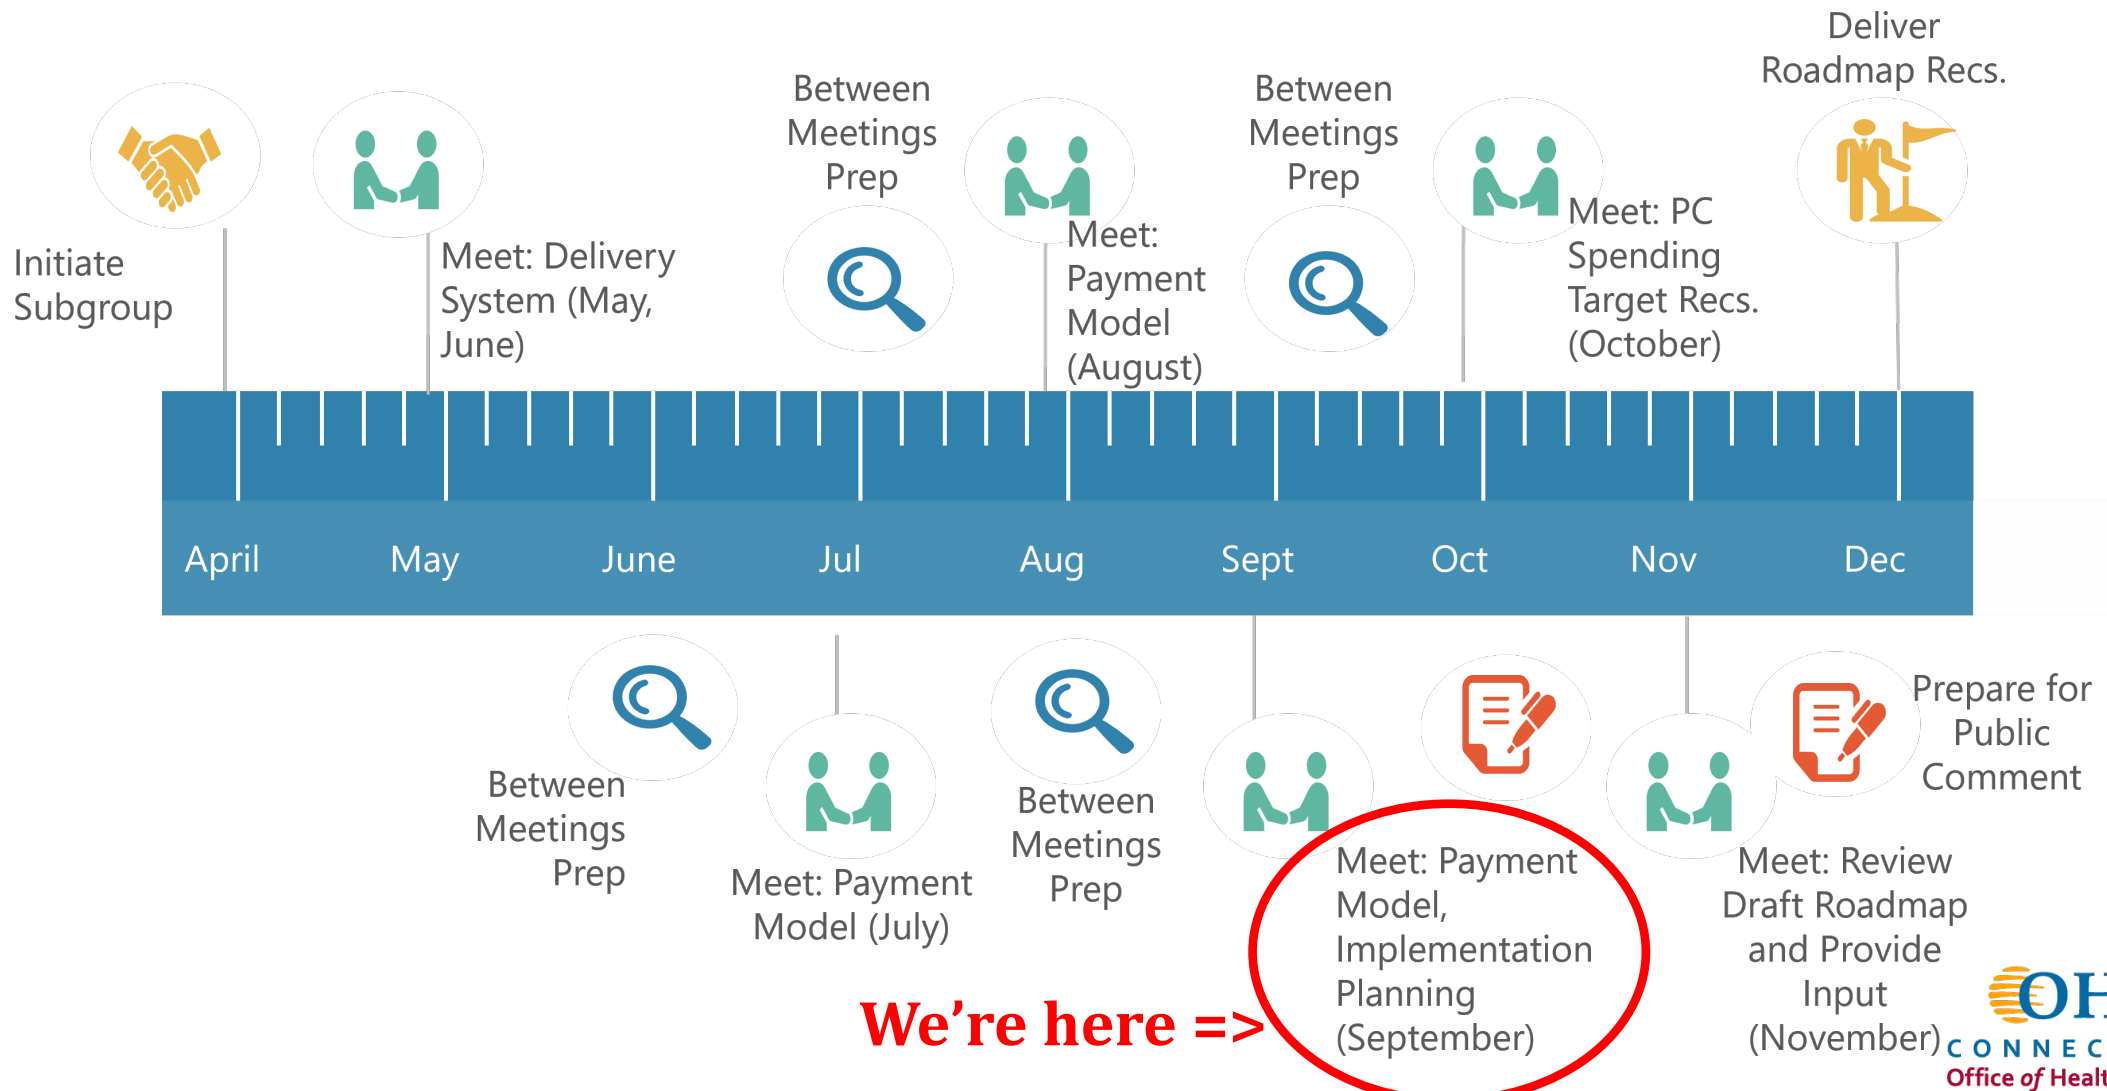 Deliver
Roadmap Recs.
Between
Meetings
Prep
Between
Meetings
Prep
Initiate
Subgroup
Meet: Delivery
System (May,
June)
Meet:
Payment
Model
(August)
Meet: PC
Spending
Target Recs.
(October)
April May June Jul Aug Sept Oct Nov Dec
Between
Meetings
Prep
Meet: Payment
Model (July)
Between
Meetings
Prep
Meet: Payment
Model,
Implementation
Planning
(September)
Prepare for
Public
Comment
Meet: Review
Draft Roadmap
and Provide
Input
(November)
We're here =>
OH
CONNEC
Office of Healt